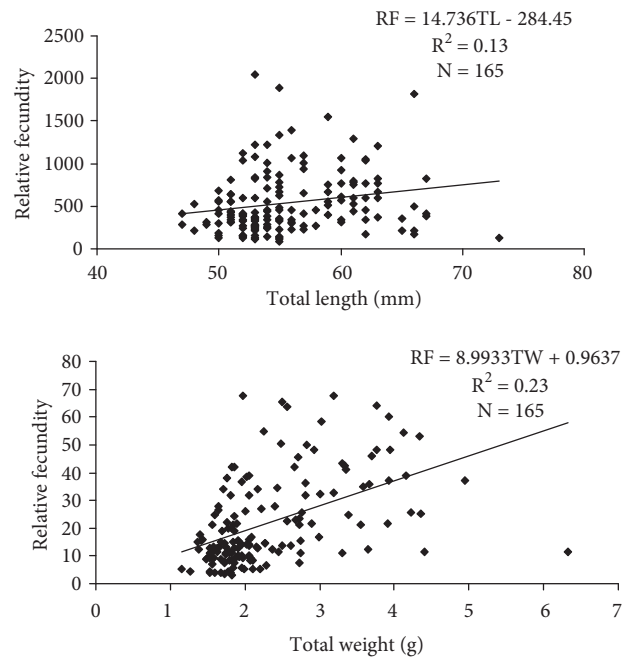 RF = 14.736TL - 284.45
R² = 0.13
N = 165
2500
2000
1500
1000
500
0
Relative fecundity
40
50
60
70
80
Total length (mm)
RF = 8.9933TW + 0.9637
R² = 0.23
N = 165
80
70
60
50
40
30
20
10
0
Relative fecundity
0
1
2
3
4
5
6
7
Total weight (g)